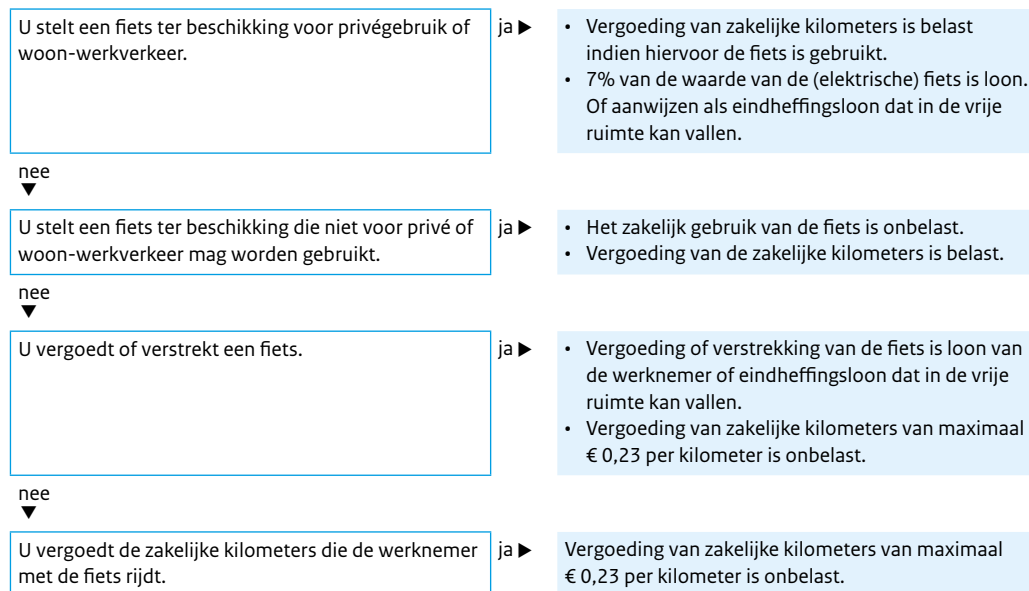 U stelt een fiets ter beschikking voor privégebruik of
woon-werkverkeer.
ja ▶
• Vergoeding van zakelijke kilometers is belast
indien hiervoor de fiets is gebruikt.
• 7% van de waarde van de (elektrische) fiets is loon.
Of aanwijzen als eindheffingsloon dat in de vrije
ruimte kan vallen.
nee
▼
U stelt een fiets ter beschikking die niet voor privé of
woon-werkverkeer mag worden gebruikt.
ja ▶
• Het zakelijk gebruik van de fiets is onbelast.
• Vergoeding van de zakelijke kilometers is belast.
nee
▼
U vergoedt of verstrekt een fiets.
ja ▶
• Vergoeding of verstrekking van de fiets is loon van
de werknemer of eindheffingsloon dat in de vrije
ruimte kan vallen.
• Vergoeding van zakelijke kilometers van maximaal
€ 0,23 per kilometer is onbelast.
nee
▼
U vergoedt de zakelijke kilometers die de werknemer
met de fiets rijdt.
ja ▶
Vergoeding van zakelijke kilometers van maximaal
€ 0,23 per kilometer is onbelast.